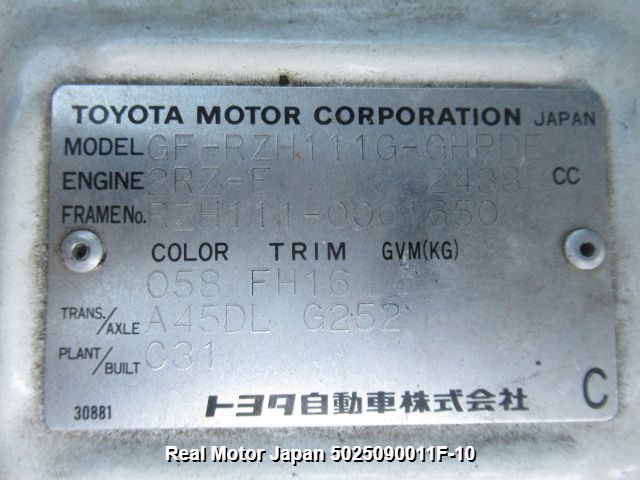 TOYOTA MOTOR CORPORATION JAPAN
MODEL GF-RZH111G-GHPDE
ENGINE 2RZ-E 2438 CC
FRAME No. RZH111-0001650
COLOR TRIM GVM(KG)
058 FH16
TRANS./AXLE A45DL G252
PLANT/BUILT C31
30881 トヨタ自動車株式会社 C
Real Motor Japan 5025090011F-10